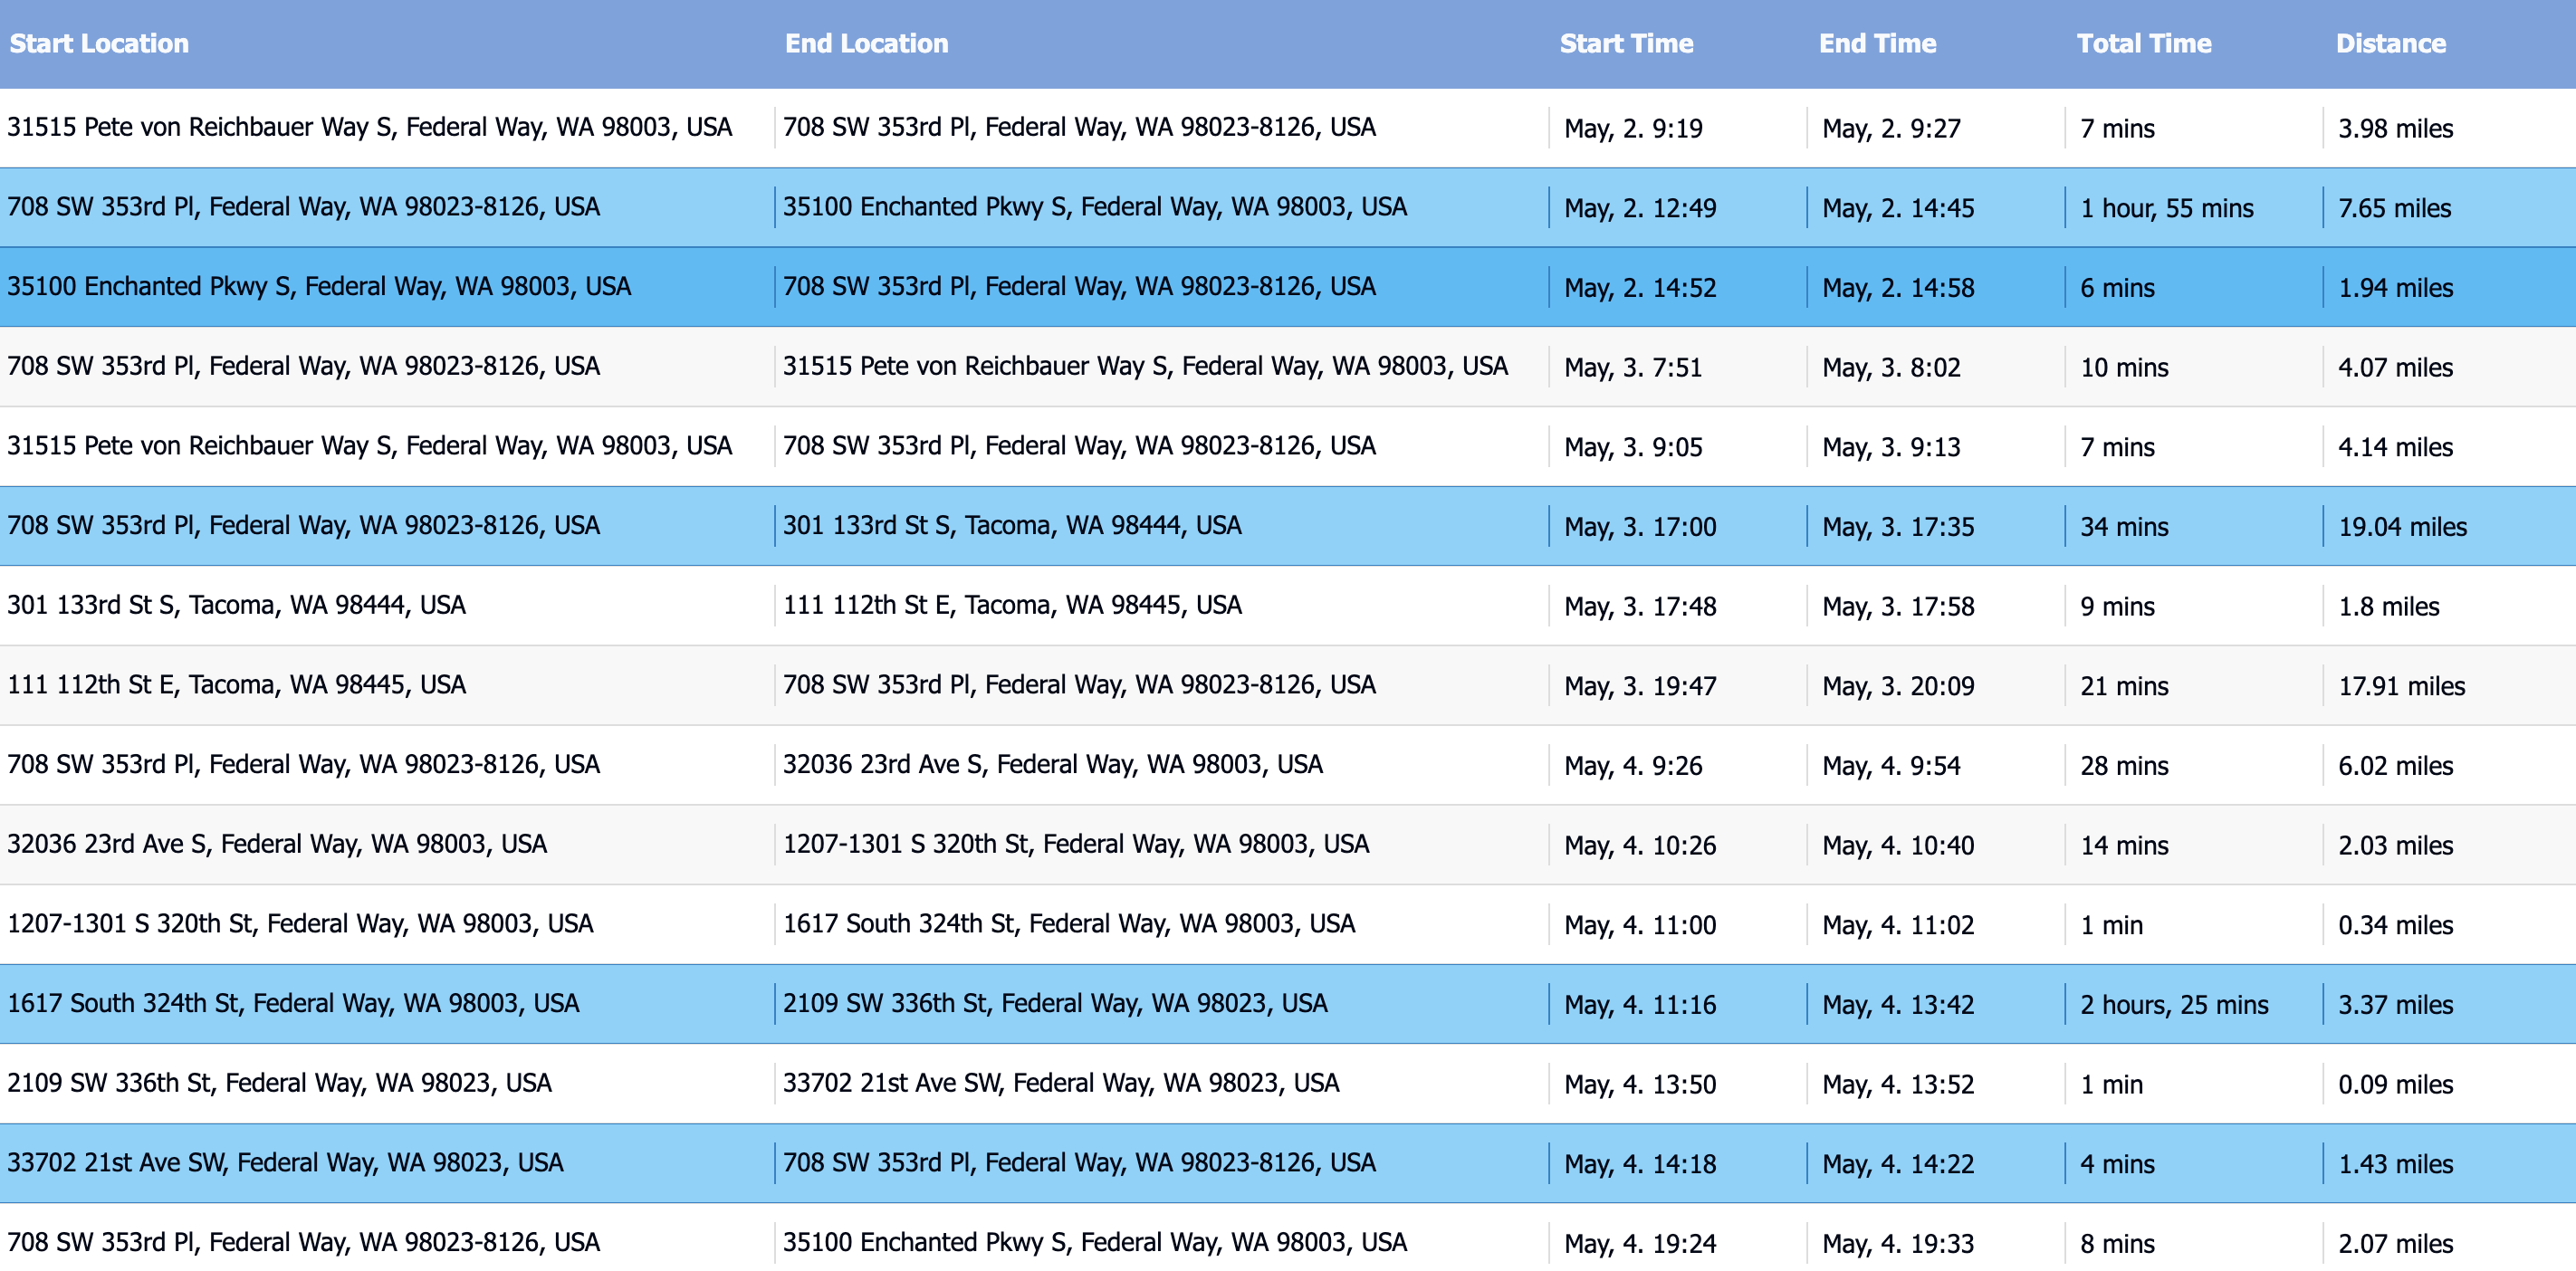 Start Location End Location Start Time End Time Total Time Distance
31515 Pete von Reichbauer Way S, Federal Way, WA 98003, USA 708 SW 353rd Pl, Federal Way, WA 98023-8126, USA May, 2. 9:19 May, 2. 9:27 7 mins 3.98 miles
708 SW 353rd Pl, Federal Way, WA 98023-8126, USA 35100 Enchanted Pkwy S, Federal Way, WA 98003, USA May, 2. 12:49 May, 2. 14:45 1 hour, 55 mins 7.65 miles
35100 Enchanted Pkwy S, Federal Way, WA 98003, USA 708 SW 353rd Pl, Federal Way, WA 98023-8126, USA May, 2. 14:52 May, 2. 14:58 6 mins 1.94 miles
708 SW 353rd Pl, Federal Way, WA 98023-8126, USA 31515 Pete von Reichbauer Way S, Federal Way, WA 98003, USA May, 3. 7:51 May, 3. 8:02 10 mins 4.07 miles
31515 Pete von Reichbauer Way S, Federal Way, WA 98003, USA 708 SW 353rd Pl, Federal Way, WA 98023-8126, USA May, 3. 9:05 May, 3. 9:13 7 mins 4.14 miles
708 SW 353rd Pl, Federal Way, WA 98023-8126, USA 301 133rd St S, Tacoma, WA 98444, USA May, 3. 17:00 May, 3. 17:35 34 mins 19.04 miles
301 133rd St S, Tacoma, WA 98444, USA 111 112th St E, Tacoma, WA 98445, USA May, 3. 17:48 May, 3. 17:58 9 mins 1.8 miles
111 112th St E, Tacoma, WA 98445, USA 708 SW 353rd Pl, Federal Way, WA 98023-8126, USA May, 3. 19:47 May, 3. 20:09 21 mins 17.91 miles
708 SW 353rd Pl, Federal Way, WA 98023-8126, USA 32036 23rd Ave S, Federal Way, WA 98003, USA May, 4. 9:26 May, 4. 9:54 28 mins 6.02 miles
32036 23rd Ave S, Federal Way, WA 98003, USA 1207-1301 S 320th St, Federal Way, WA 98003, USA May, 4. 10:26 May, 4. 10:40 14 mins 2.03 miles
1207-1301 S 320th St, Federal Way, WA 98003, USA 1617 South 324th St, Federal Way, WA 98003, USA May, 4. 11:00 May, 4. 11:02 1 min 0.34 miles
1617 South 324th St, Federal Way, WA 98003, USA 2109 SW 336th St, Federal Way, WA 98023, USA May, 4. 11:16 May, 4. 13:42 2 hours, 25 mins 3.37 miles
2109 SW 336th St, Federal Way, WA 98023, USA 33702 21st Ave SW, Federal Way, WA 98023, USA May, 4. 13:50 May, 4. 13:52 1 min 0.09 miles
33702 21st Ave SW, Federal Way, WA 98023, USA 708 SW 353rd Pl, Federal Way, WA 98023-8126, USA May, 4. 14:18 May, 4. 14:22 4 mins 1.43 miles
708 SW 353rd Pl, Federal Way, WA 98023-8126, USA 35100 Enchanted Pkwy S, Federal Way, WA 98003, USA May, 4. 19:24 May, 4. 19:33 8 mins 2.07 miles